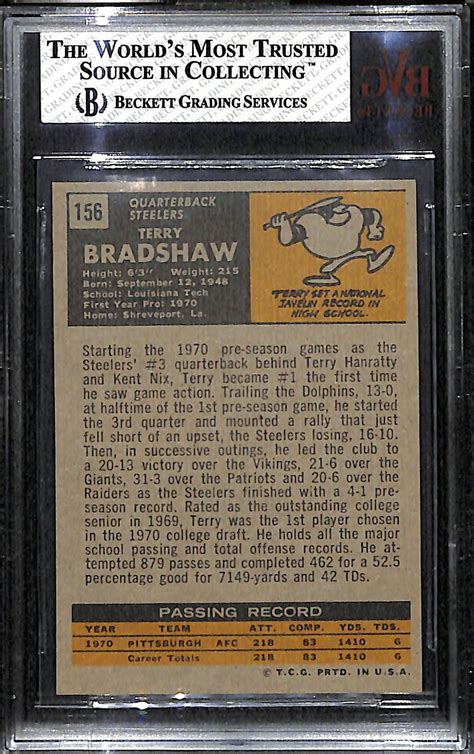 THE WORLD'S MOST TRUSTED
SOURCE IN COLLECTING™
B BECKETT GRADING SERVICES
156
QUARTERBACK
STEELERS
TERRY
BRADSHAW
Height: 6'3" Weight: 215
Born: September 12, 1948
School: Louisiana Tech
First Year Pro: 1970
Home: Shreveport, La.
TERRY SET A NATIONAL
JAVELIN RECORD IN
HIGH SCHOOL.
Starting the 1970 pre-season games as the
Steelers' #3 quarterback behind Terry Hanratty
and Kent Nix, Terry became #1 the first time
he saw game action. Trailing the Dolphins, 13-0,
at halftime of the 1st pre-season game, he started
the 3rd quarter and mounted a rally that just
fell short of an upset, the Steelers losing, 16-10.
Then, in successive outings, he led the club to
a 20-13 victory over the Vikings, 21-6 over the
Giants, 31-3 over the Patriots and 20-6 over the
Raiders as the Steelers finished with a 4-1 pre-
season record. Rated as the outstanding college
senior in 1969, Terry was the 1st player chosen
in the 1970 college draft. He holds all the major
school passing and total offense records. He at-
tempted 879 passes and completed 462 for a 52.5
percentage good for 7149-yards and 42 TDs.
PASSING RECORD
YEAR TEAM ATT. COMP. YDS. TDS.
1970 PITTSBURGH AFC 218 83 1410 6
Career Totals 218 83 1410 6
© T.C.G. PRTD. IN U.S.A.